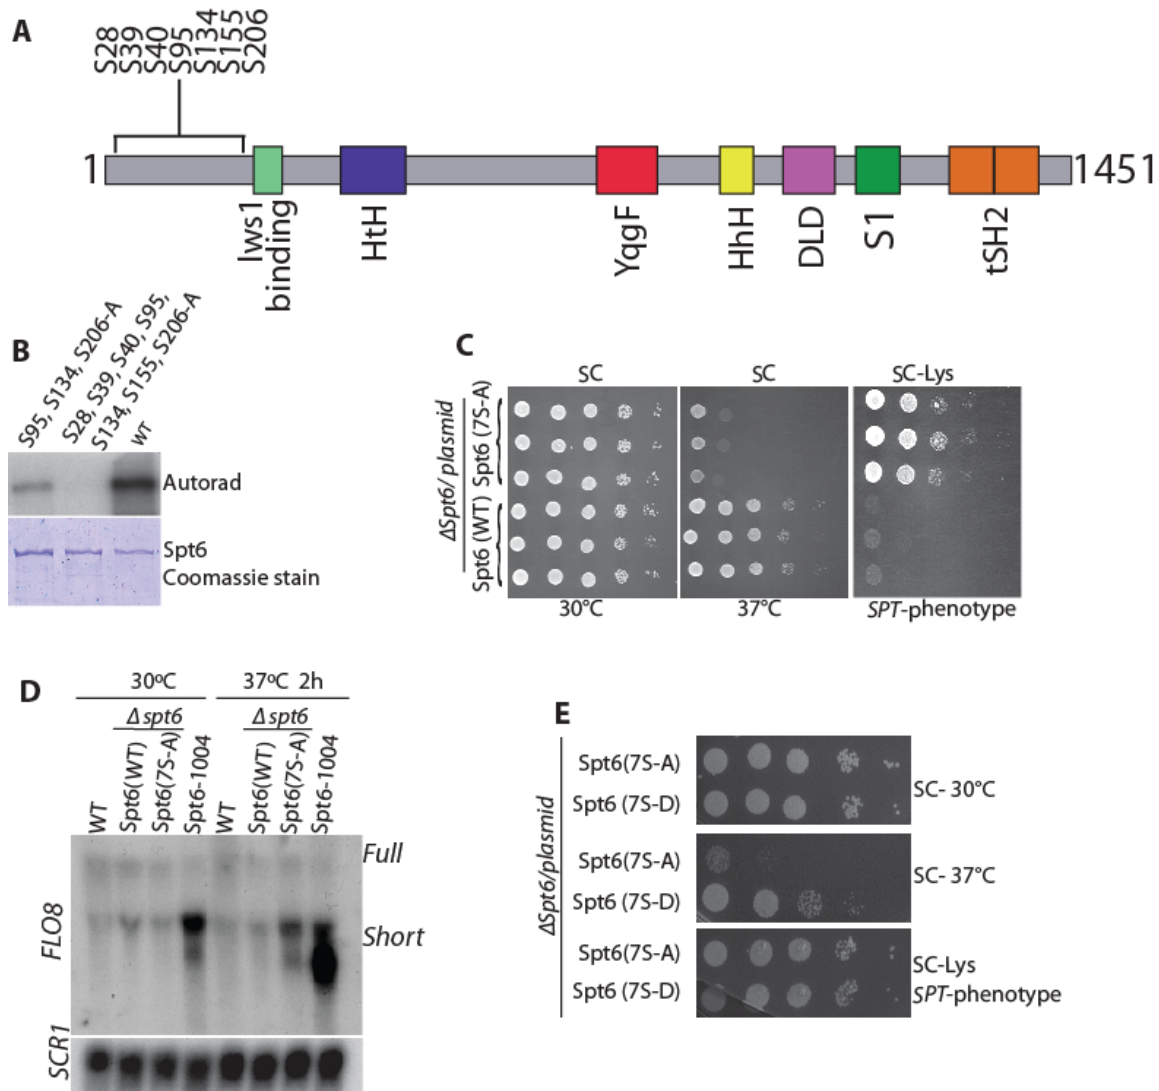 A
S28
S39
S40
S95
S134
S155
S206
1
1451
Iws1
binding
HtH
YqgF
HhH
DLD
S1
tSH2
B
S95, S134, S206-A
S28, S39, S40, S95,
S134, S155, S206-A
WT
Autorad
Spt6
Coomassie stain
C
SC
SC
SC-Lys
ΔSpt6/plasmid
Spt6 (7S-A)
Spt6 (WT)
30°C
37°C
SPT-phenotype
D
30ºC
37ºC 2h
Δspt6
Δspt6
WT
Spt6(WT)
Spt6(7S-A)
Spt6-1004
WT
Spt6(WT)
Spt6(7S-A)
Spt6-1004
Full
FLO8
Short
SCR1
E
ΔSpt6/plasmid
Spt6(7S-A)
Spt6 (7S-D)
SC- 30°C
Spt6(7S-A)
Spt6 (7S-D)
SC- 37°C
Spt6(7S-A)
Spt6 (7S-D)
SC-Lys
SPT-phenotype